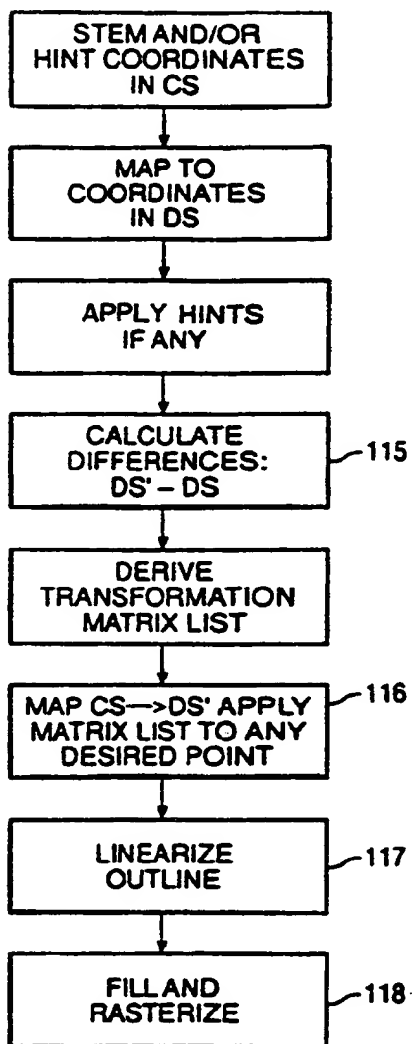 STEM AND/OR
HINT COORDINATES
IN CS
MAP TO
COORDINATES
IN DS
APPLY HINTS
IF ANY
CALCULATE
DIFFERENCES:
DS' – DS
115
DERIVE
TRANSFORMATION
MATRIX LIST
MAP CS—>DS' APPLY
MATRIX LIST TO ANY
DESIRED POINT
116
LINEARIZE
OUTLINE
117
FILL AND
RASTERIZE
118